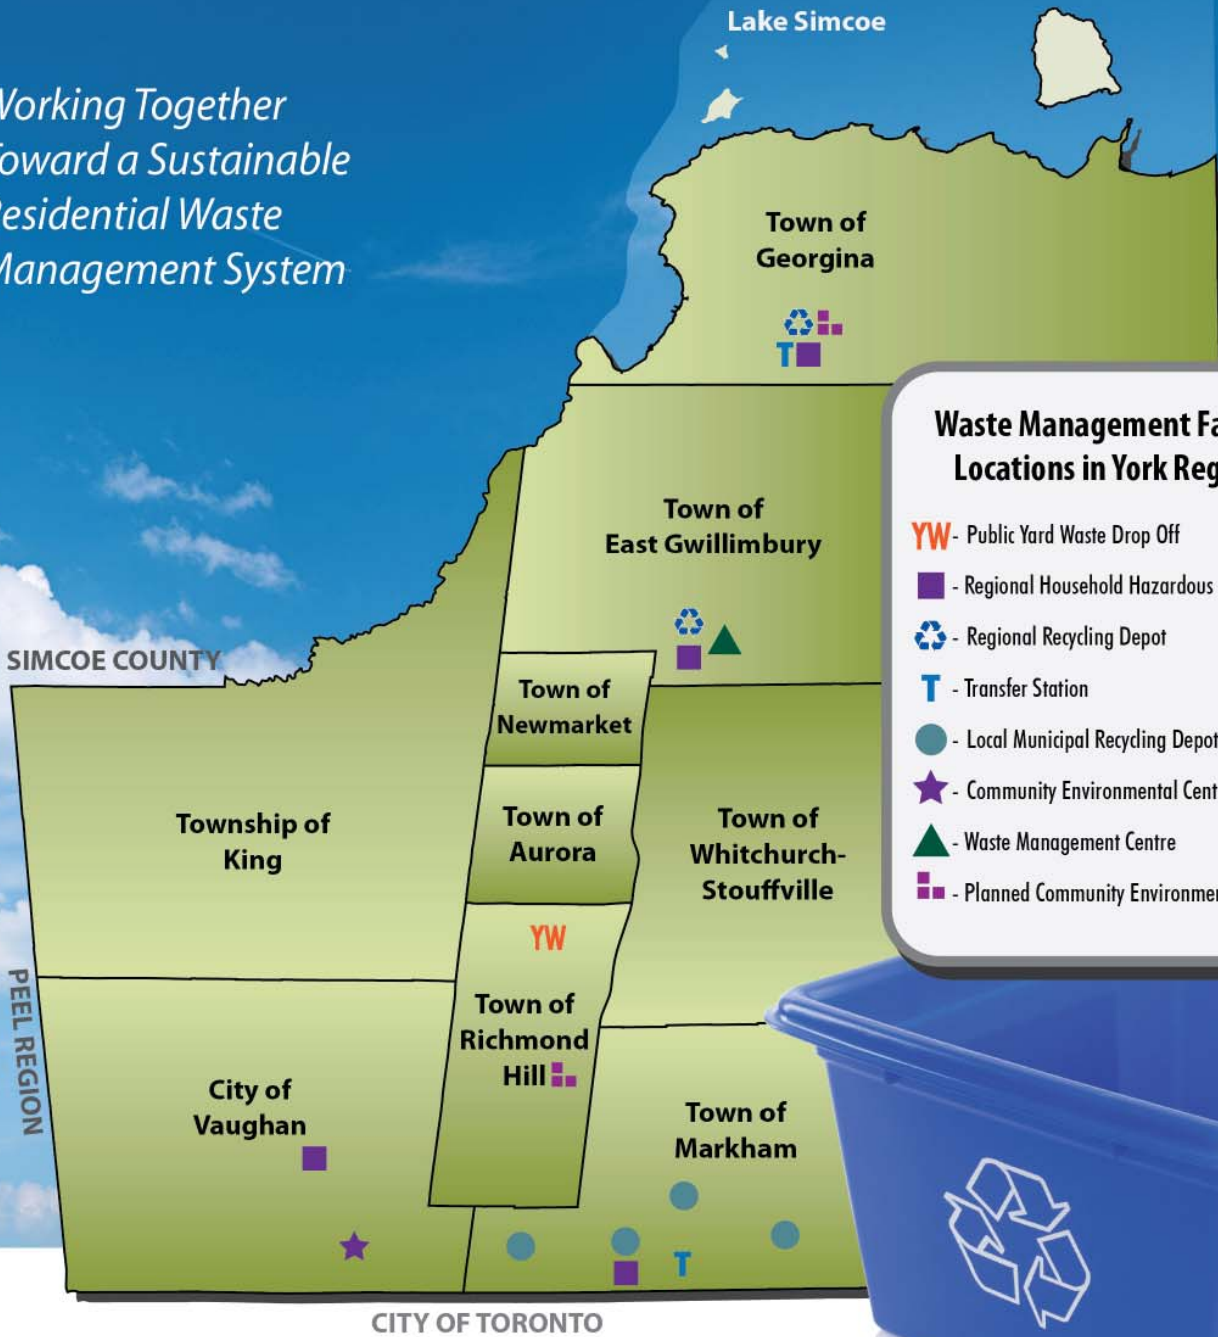 Lake Simcoe
Working Together
Toward a Sustainable
Residential Waste
Management System
Town of
Georgina
T
Waste Management Fa
Locations in York Reg
YW - Public Yard Waste Drop Off
- Regional Household Hazardous
- Regional Recycling Depot
T - Transfer Station
- Local Municipal Recycling Depot
- Community Environmental Cent
- Waste Management Centre
- Planned Community Environmen
Town of
East Gwillimbury
SIMCOE COUNTY
Town of
Newmarket
Township of
King
Town of
Aurora
Town of
Whitchurch-
Stouffville
YW
Town of
Richmond
Hill
PEEL REGION
City of
Vaughan
Town of
Markham
T
CITY OF TORONTO